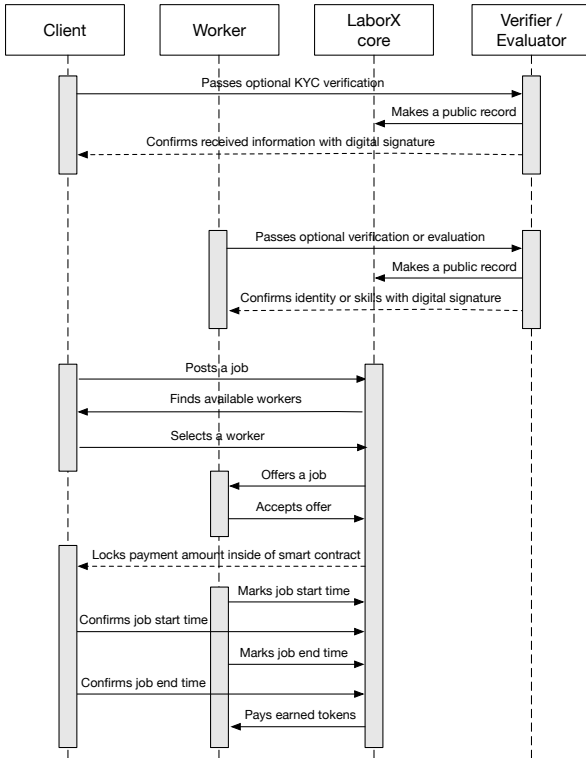 Client
Worker
LaborX
core
Verifier /
Evaluator
Passes optional KYC verification
Makes a public record
Confirms received information with digital signature
Passes optional verification or evaluation
Makes a public record
Confirms identity or skills with digital signature
Posts a job
Finds available workers
Selects a worker
Offers a job
Accepts offer
Locks payment amount inside of smart contract
Marks job start time
Confirms job start time
Marks job end time
Confirms job end time
Pays earned tokens